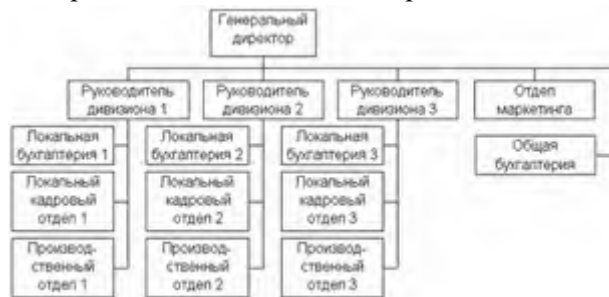 Генеральный
директор
Руководитель
дивизиона 1
Руководитель
дивизиона 2
Руководитель
дивизиона 3
Отдел
маркетинга
Локальная
бухгалтерия 1
Локальная
бухгалтерия 2
Локальная
бухгалтерия 3
Общая
бухгалтерия
Локальный
кадровый
отдел 1
Локальный
кадровый
отдел 2
Локальный
кадровый
отдел 3
Производ-
ственный
отдел 1
Производ-
ственный
отдел 2
Производ-
ственный
отдел 3